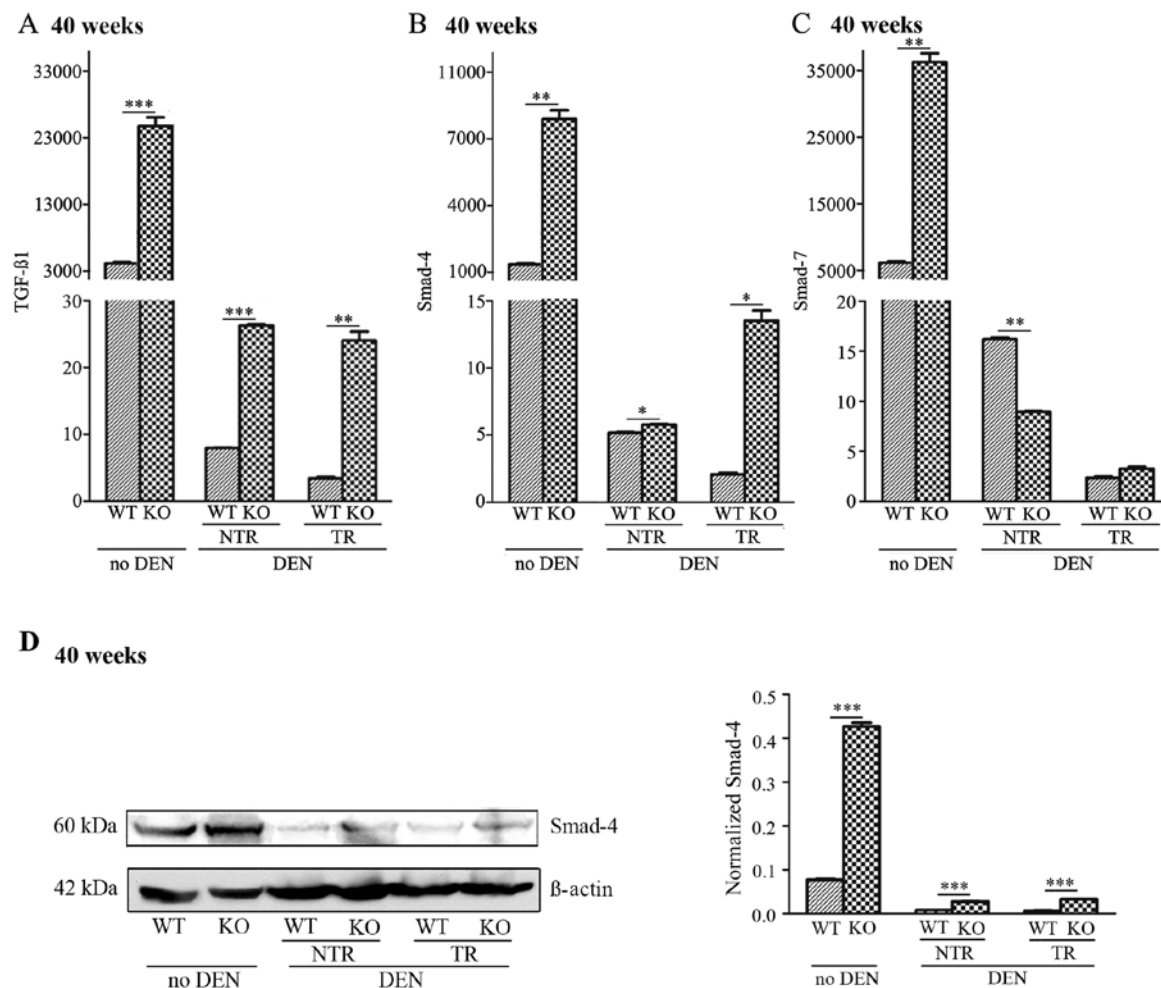 A 40 weeks
TGF-ß1
33000
23000
13000
3000
30
20
10
0
***
***
**
WT KO WT KO WT KO
NTR TR
no DEN DEN
B 40 weeks
Smad-4
11000
7000
4000
1000
15
10
5
0
**
*
*
WT KO WT KO WT KO
NTR TR
no DEN DEN
C 40 weeks
Smad-7
35000
25000
15000
5000
20
15
10
5
0
**
**
WT KO WT KO WT KO
NTR TR
no DEN DEN
D 40 weeks
60 kDa Smad-4
42 kDa ß-actin
WT KO WT KO WT KO
NTR TR
no DEN DEN
Normalized Smad-4
0.5
0.4
0.3
0.2
0.1
0.0
***
***
***
WT KO WT KO WT KO
NTR TR
no DEN DEN